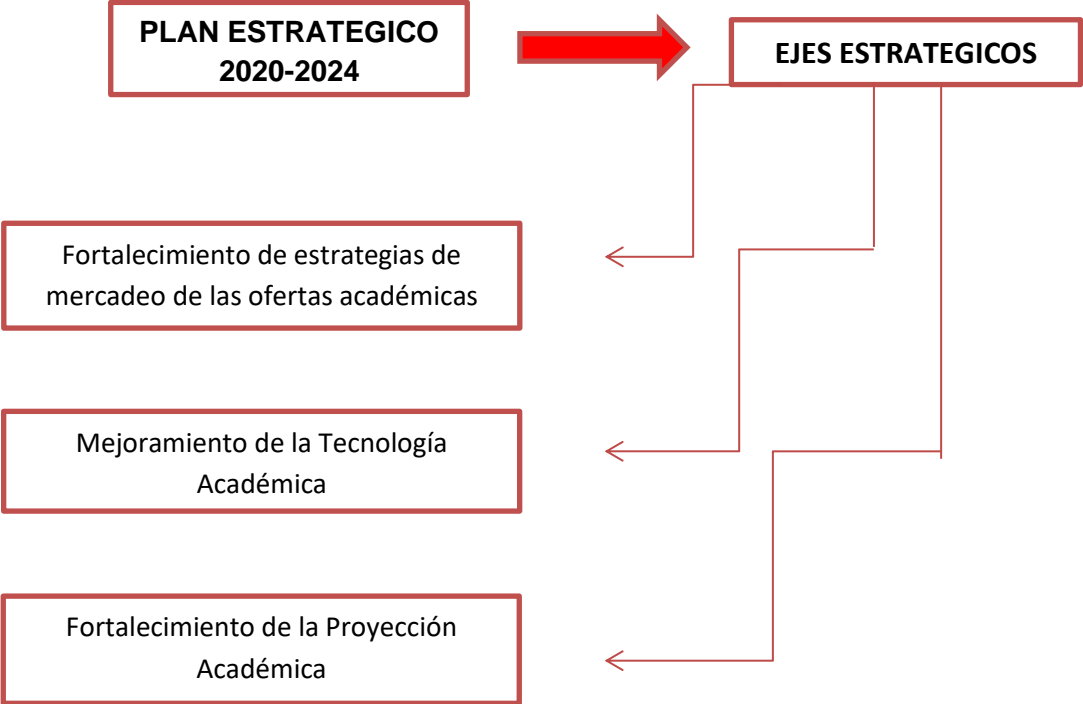 PLAN ESTRATEGICO
2020-2024
EJES ESTRATEGICOS
Fortalecimiento de estrategias de
mercadeo de las ofertas académicas
Mejoramiento de la Tecnología
Académica
Fortalecimiento de la Proyección
Académica